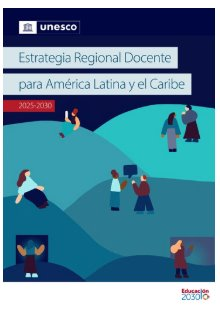 unesco
Estrategia Regional Docente
para América Latina y el Caribe
2025-2030
Educación
2030